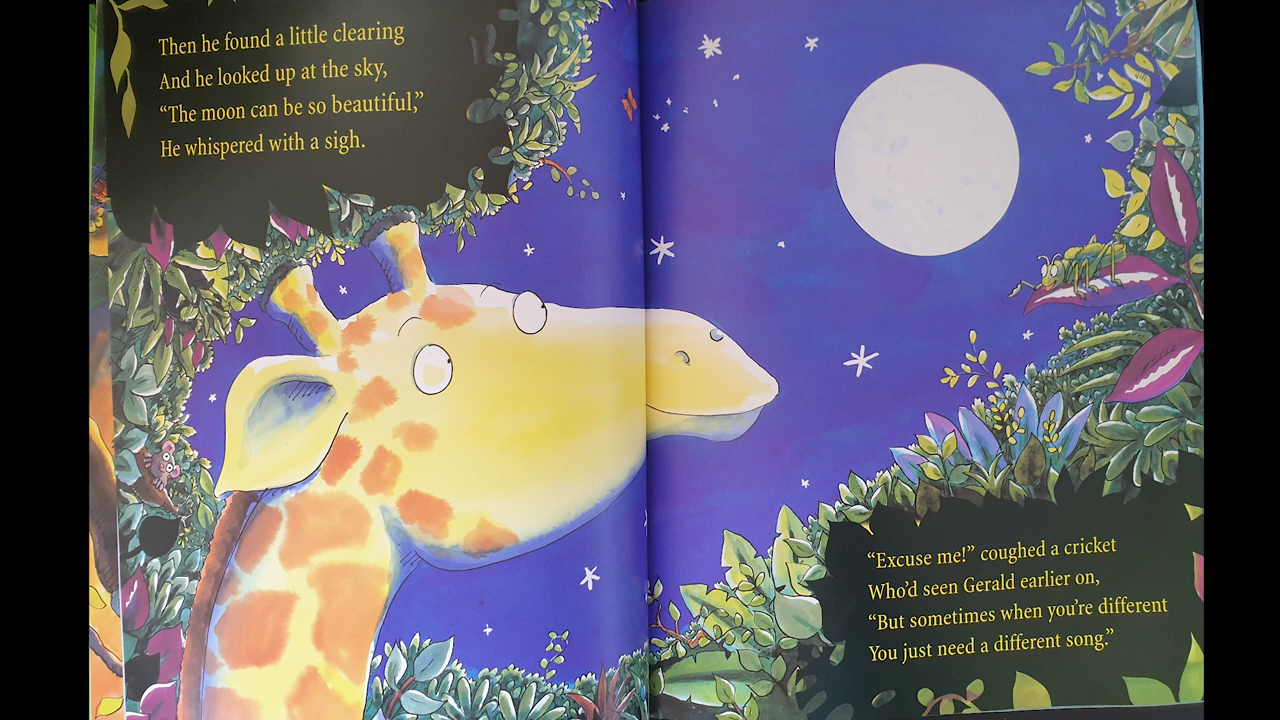 Then he found a little clearing
And he looked up at the sky,
“The moon can be so beautiful,”
He whispered with a sigh.
“Excuse me!” coughed a cricket
Who’d seen Gerald earlier on,
“But sometimes when you’re different
You just need a different song.”